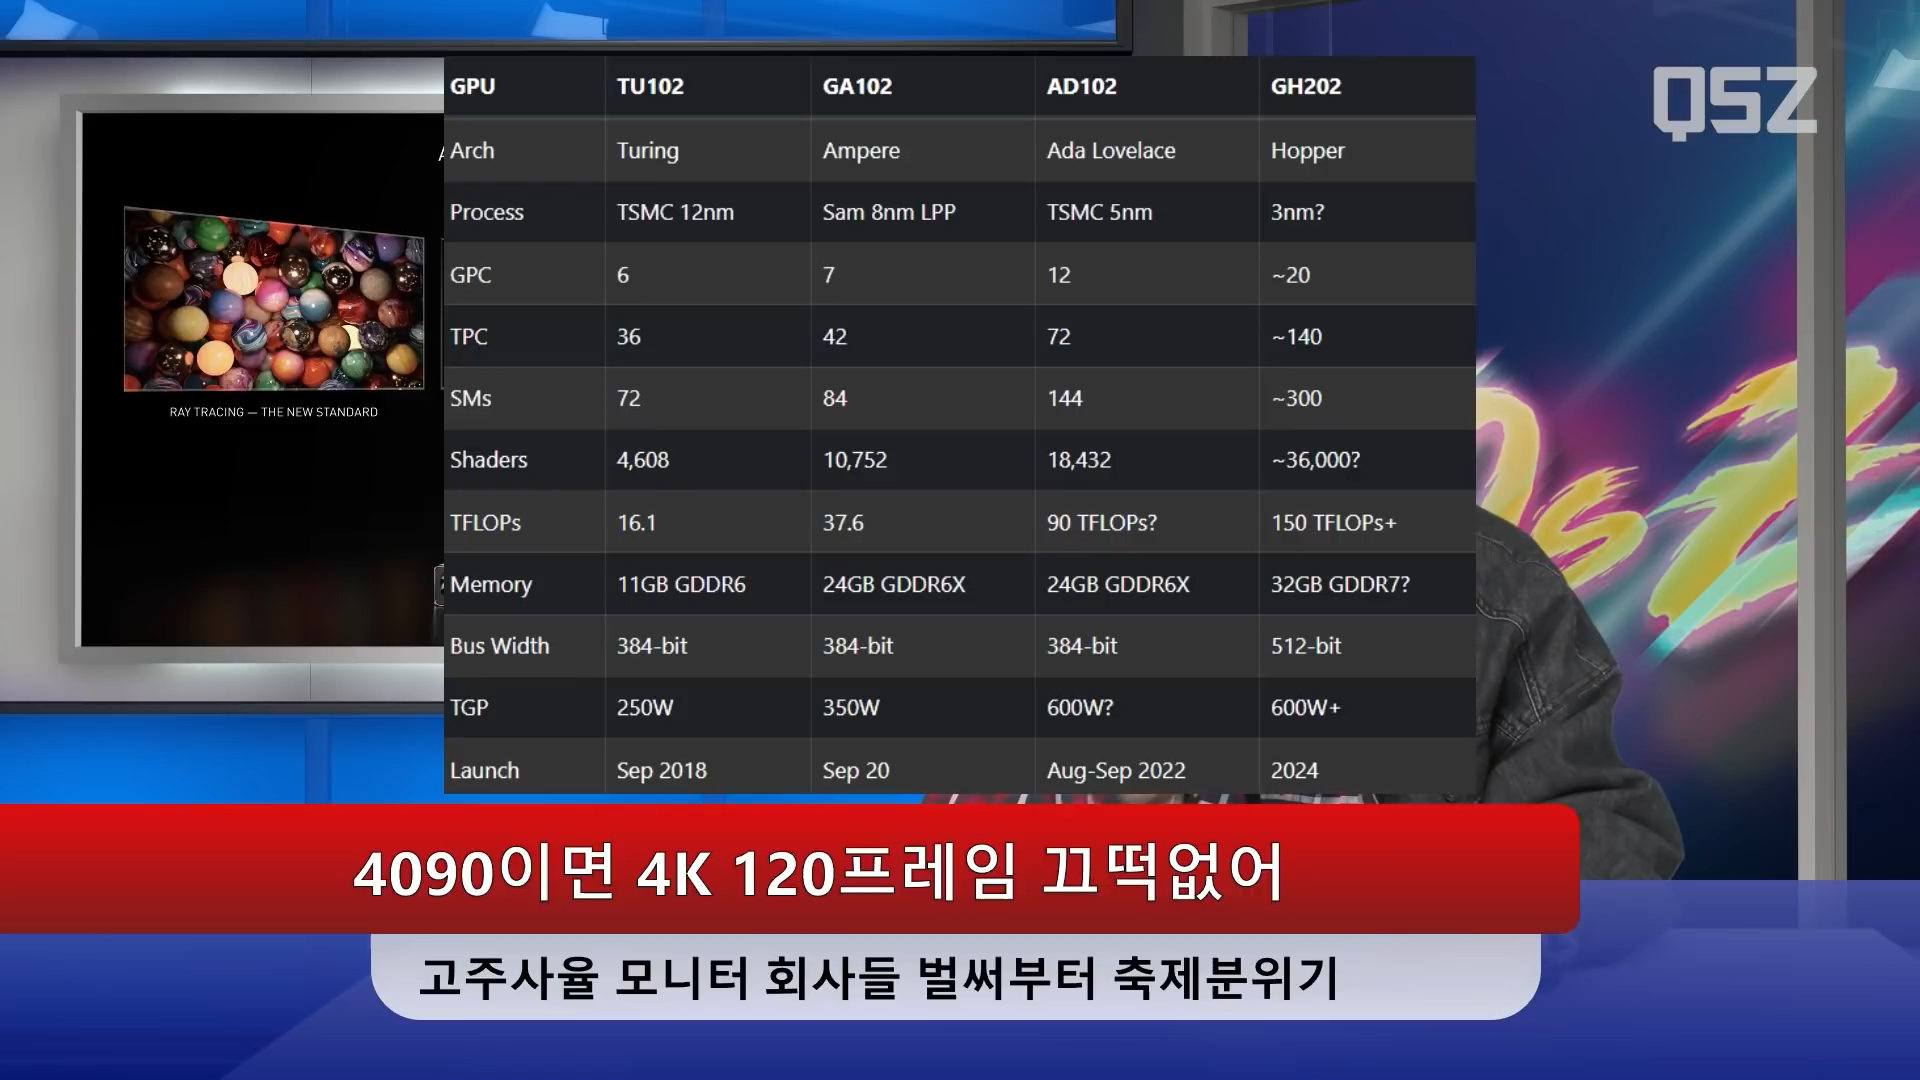 QSZ
GPU TU102 GA102 AD102 GH202
Arch Turing Ampere Ada Lovelace Hopper
Process TSMC 12nm Sam 8nm LPP TSMC 5nm 3nm?
GPC 6 7 12 ~20
TPC 36 42 72 ~140
SMs 72 84 144 ~300
Shaders 4,608 10,752 18,432 ~36,000?
TFLOPs 16.1 37.6 90 TFLOPs? 150 TFLOPs+
Memory 11GB GDDR6 24GB GDDR6X 24GB GDDR6X 32GB GDDR7?
Bus Width 384-bit 384-bit 384-bit 512-bit
TGP 250W 350W 600W? 600W+
Launch Sep 2018 Sep 20 Aug-Sep 2022 2024
RAY TRACING — THE NEW STANDARD
QSZ
4090이면 4K 120프레임 끄떡없어
고주사율 모니터 회사들 벌써부터 축제분위기